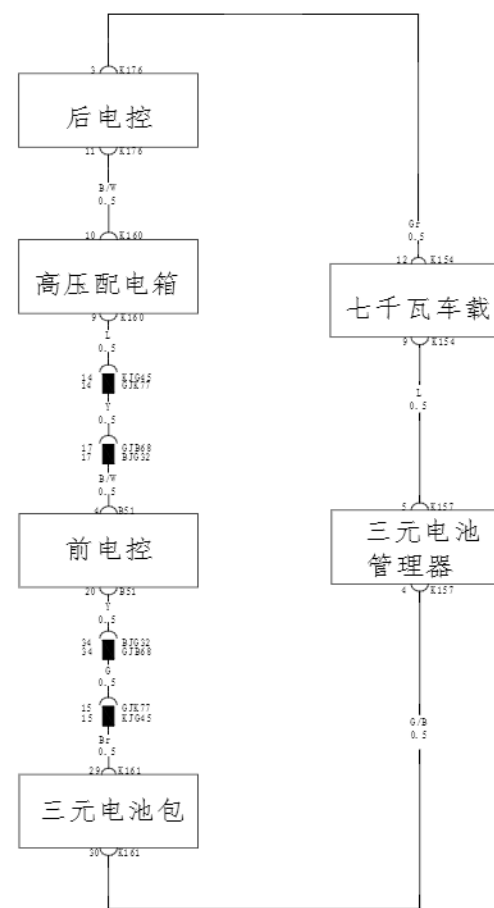 3 K176
后电控
11 K176
B/W
0.5
10 K160
高压配电箱
9 K160
L
0.5
14 KJG45
14 GJK77
Y
0.5
17 GJB68
17 BJG32
B/W
0.5
4 B51
前电控
20 B51
Y
0.5
34 BJG32
34 GJB68
G
0.5
15 GJK77
15 KJG45
Br
0.5
29 K161
三元电池包
30 K161
Gr
0.5
12 K154
七千瓦车载
9 K154
L
0.5
5 K157
三元电池
管理器
4 K157
G/B
0.5